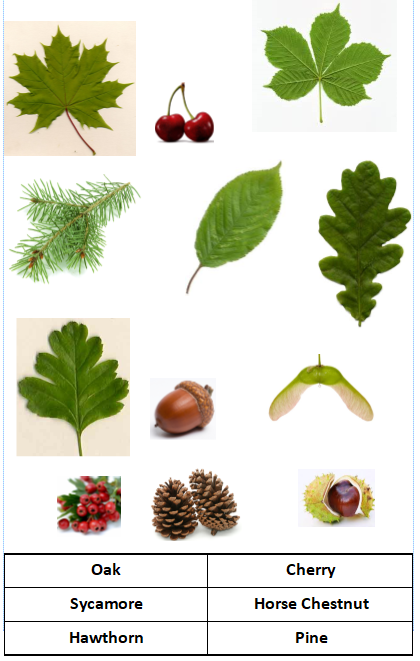 Oak Cherry
Sycamore Horse Chestnut
Hawthorn Pine